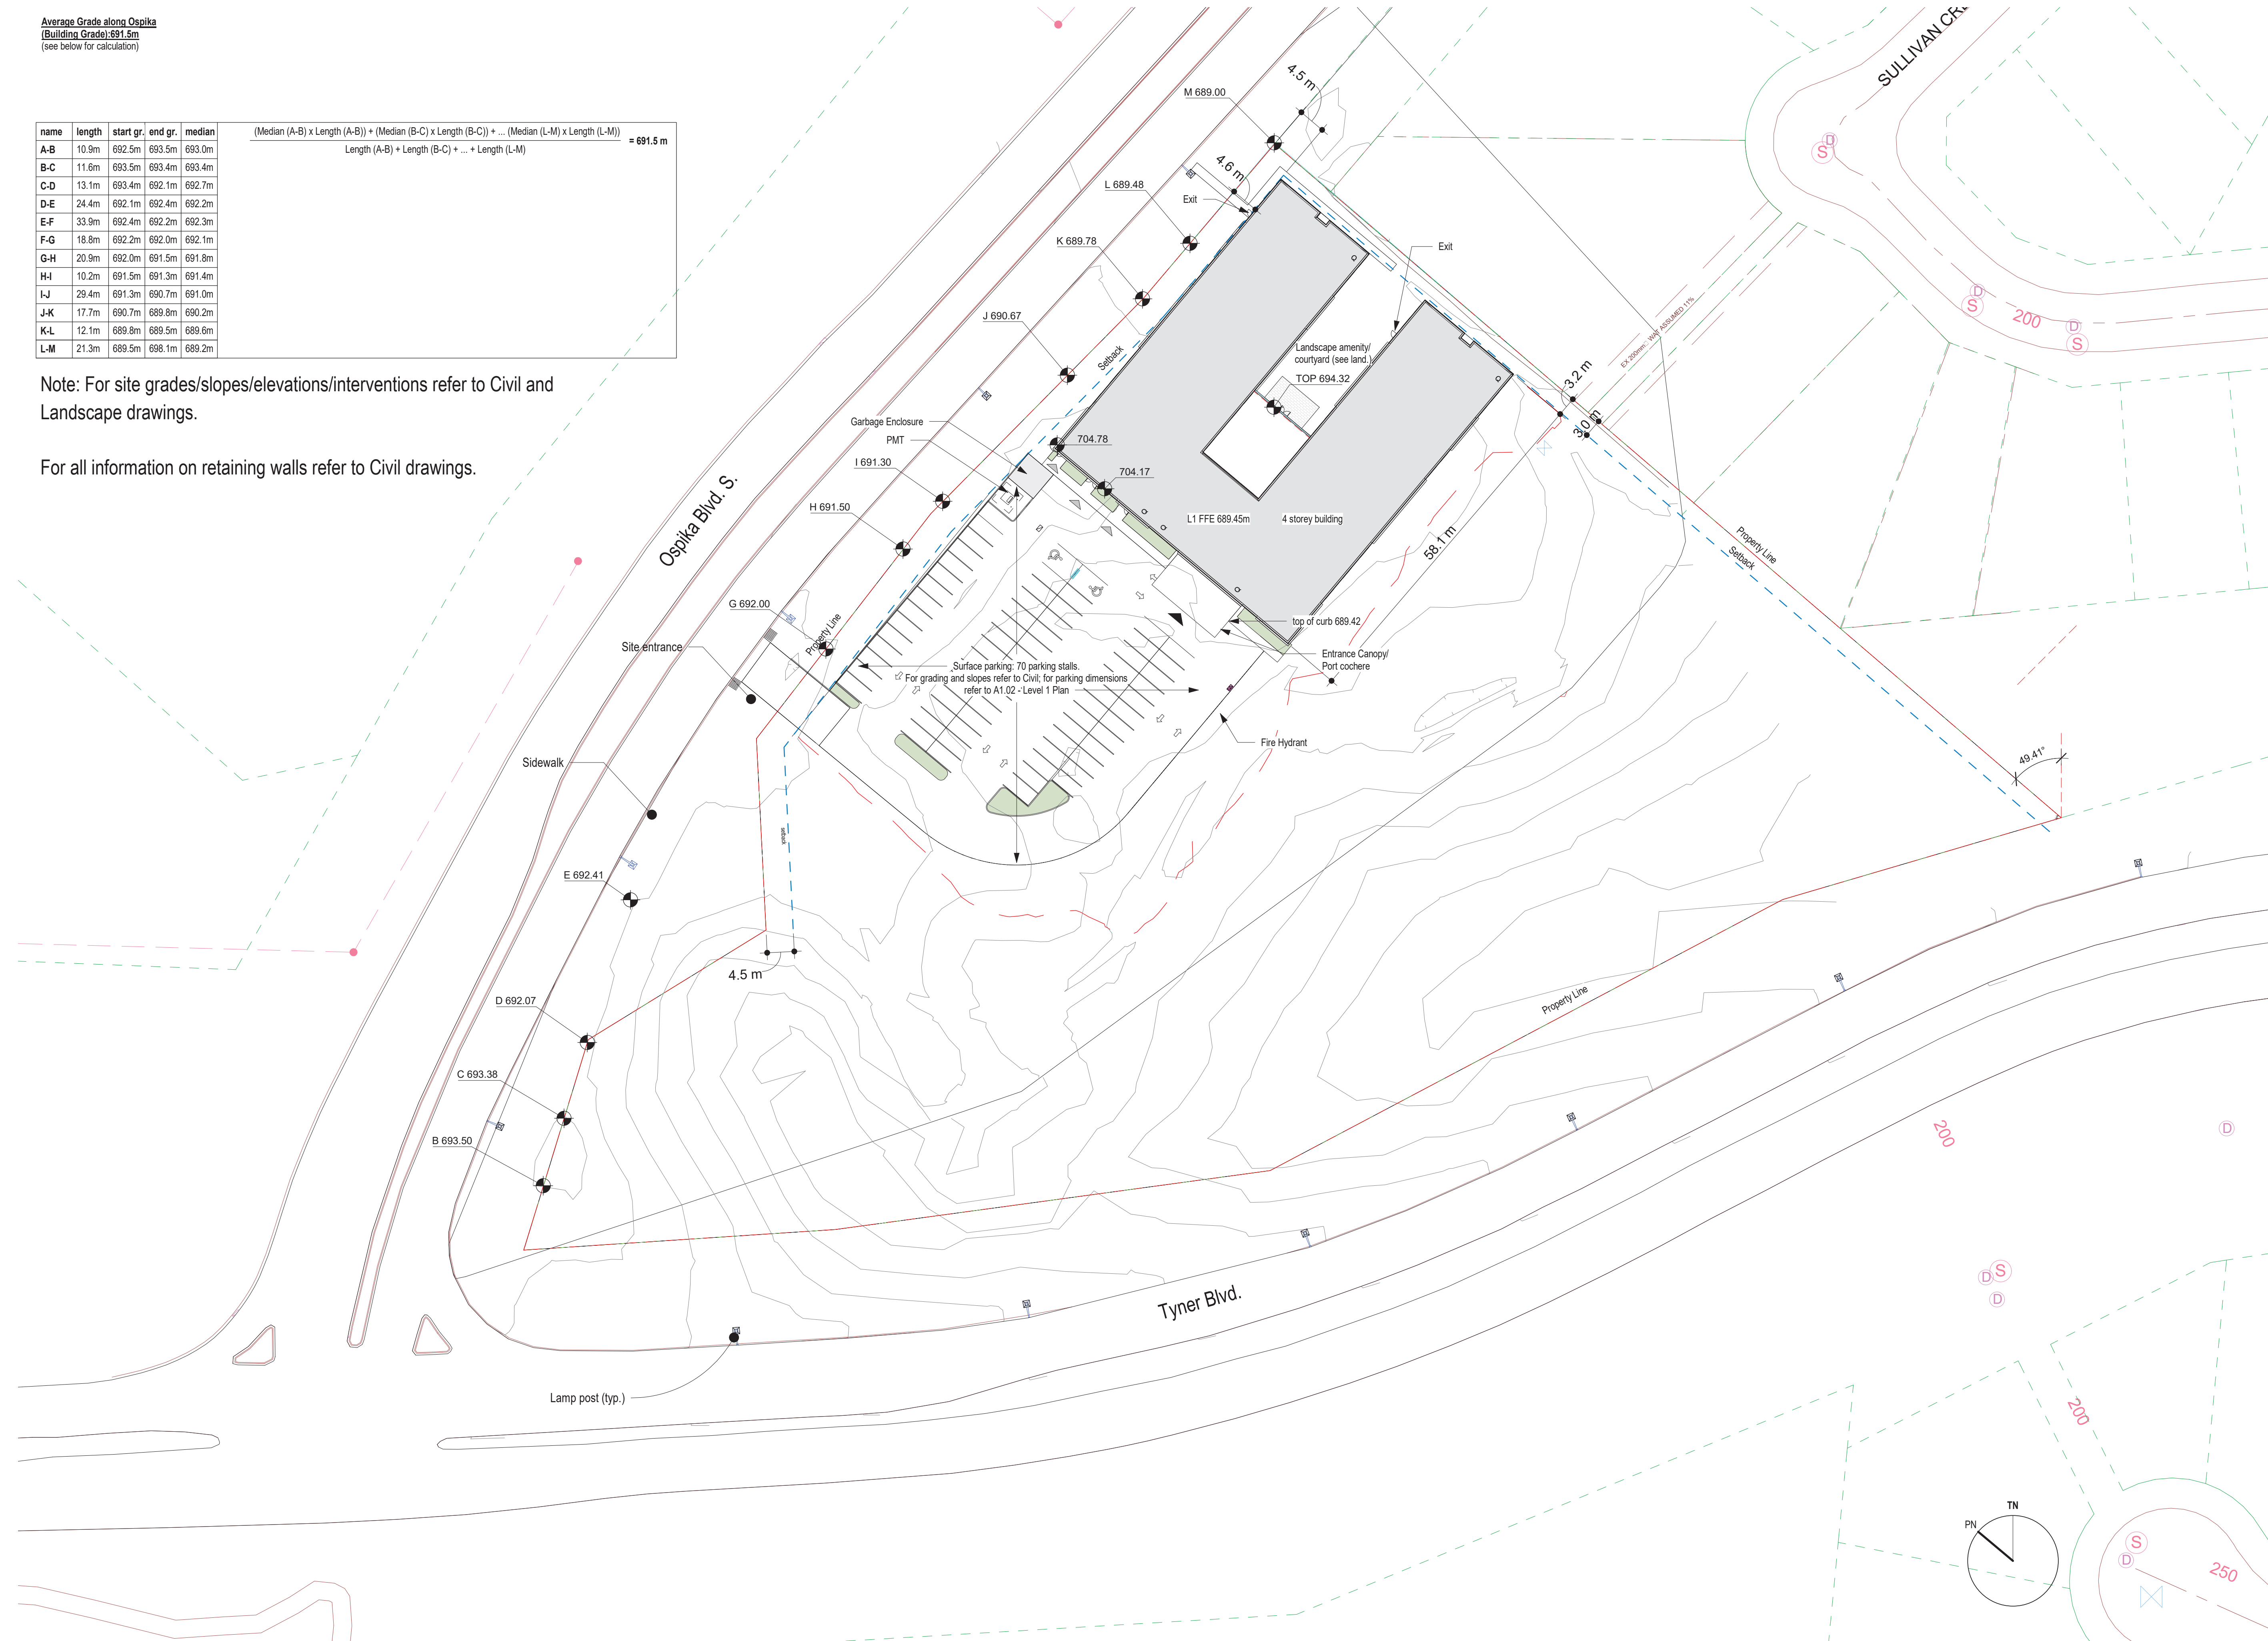 Average Grade along Ospika
(Building Grade):691.5m
(see below for calculation)
name length start gr. end gr. median
A-B 10.9m 692.5m 693.5m 693.0m
B-C 11.6m 693.5m 693.4m 693.4m
C-D 13.1m 693.4m 692.1m 692.7m
D-E 24.4m 692.1m 692.4m 692.2m
E-F 33.9m 692.4m 692.2m 692.3m
F-G 18.8m 692.2m 692.0m 692.1m
G-H 20.9m 692.0m 691.5m 691.8m
H-I 10.2m 691.5m 691.3m 691.4m
I-J 29.4m 691.3m 690.7m 691.0m
J-K 17.7m 690.7m 689.8m 690.2m
K-L 12.1m 689.8m 689.5m 689.6m
L-M 21.3m 689.5m 698.1m 689.2m
(Median (A-B) x Length (A-B)) + (Median (B-C) x Length (B-C)) + ... (Median (L-M) x Length (L-M))
Length (A-B) + Length (B-C) + ... + Length (L-M)
= 691.5 m
Note: For site grades/slopes/elevations/interventions refer to Civil and
Landscape drawings.
For all information on retaining walls refer to Civil drawings.
SULLIVAN CRE
4.5 m
M 689.00
4.6 m
L 689.48
Exit
K 689.78
Exit
J 690.67
Setback
Landscape amenity/
courtyard (see land.)
TOP 694.32
EX 200mm : WAT ASSUMED 11%
3.2 m
3.0 m
Garbage Enclosure
PMT
704.78
I 691.30
704.17
H 691.50
L1 FFE 689.45m
4 storey building
58.1 m
Ospika Blvd. S.
Property Line
Setback
G 692.00
Property Line
Site entrance
top of curb 689.42
Entrance Canopy/
Port cochere
Surface parking: 70 parking stalls.
For grading and slopes refer to Civil; for parking dimensions
refer to A1.02 - Level 1 Plan
Fire Hydrant
49.41°
Sidewalk
setback
E 692.41
4.5 m
D 692.07
Property Line
C 693.38
B 693.50
Tyner Blvd.
Lamp post (typ.)
D
S
D
S
200
D
S
200
D
D
S
D
200
TN
PN
S
D
250